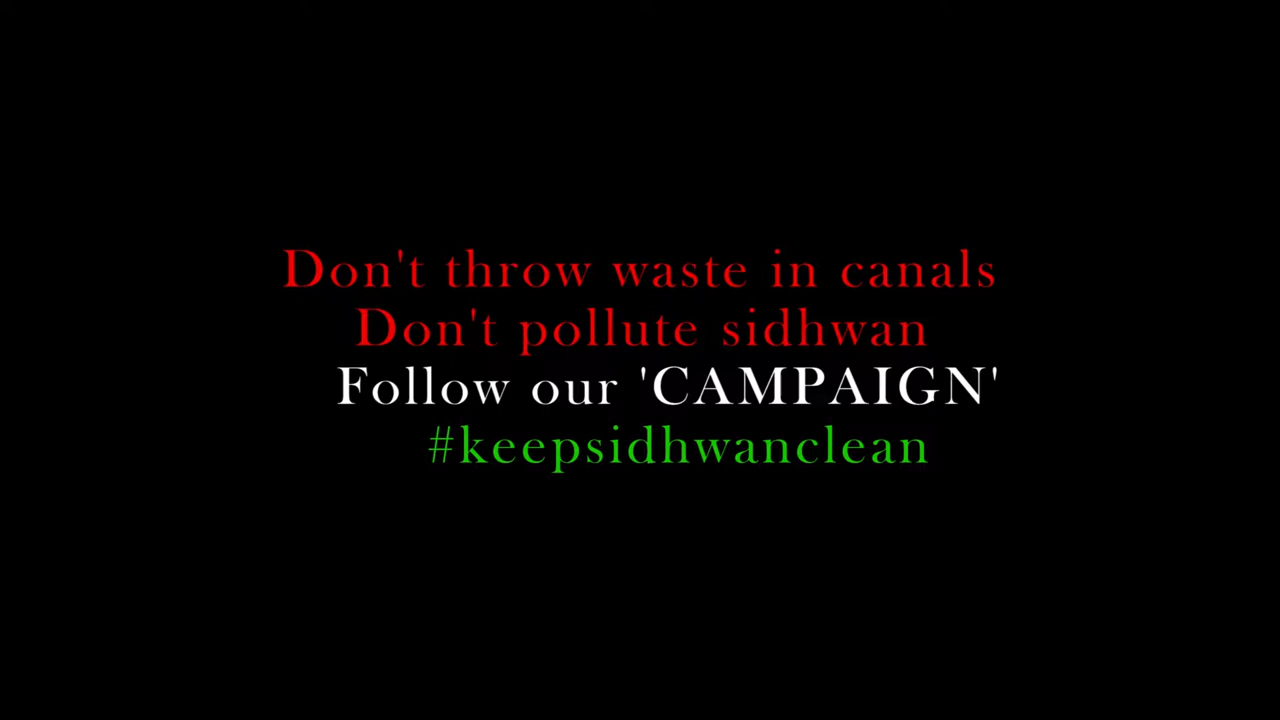 Don't throw waste in canals
Don't pollute sidhwan
Follow our 'CAMPAIGN'
#keepsidhwanclean